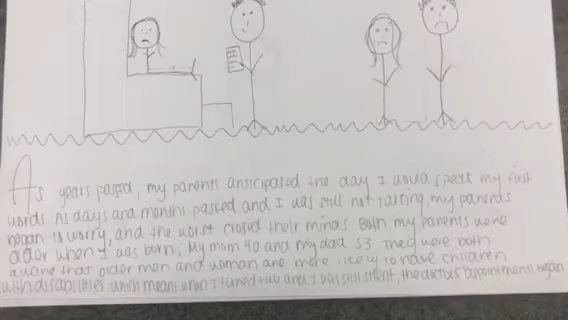 As years passed, my parents anticipated the day I would speak my first
words. As days and months passed and I was still not talking, my parents
began to worry, and the worst closed their minds. Both my parents were
older when I was born; My mom 40 and my dad 53. They were both
aware that older men and woman are more likely to have children
with disabilities which meant when I turned two and I was still silent, the doctors appointments began